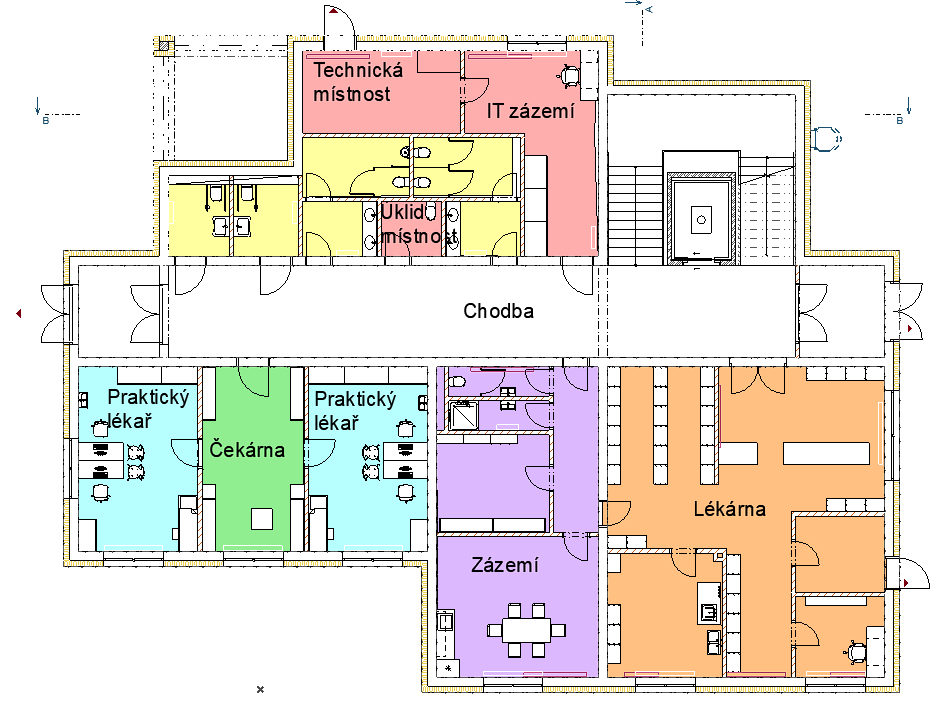 A
Technická
místnost
IT zázemí
B
B
Úklid
místnost
Chodba
Praktický
lékař
Praktický
lékař
Čekárna
Lékárna
Zázemí